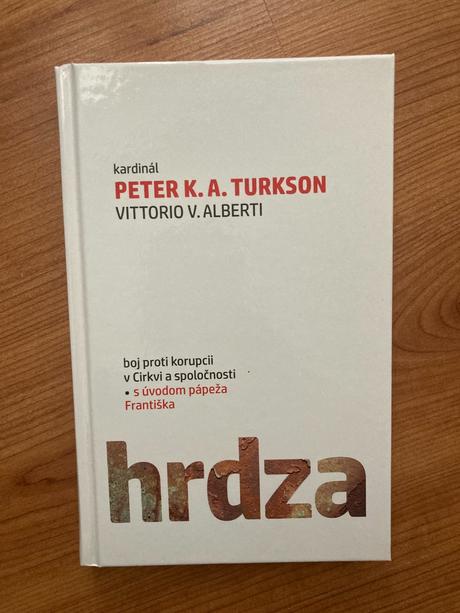 kardinál
PETER K. A. TURKSON
VITTORIO V. ALBERTI
boj proti korupcii
v Cirkvi a spoločnosti
• s úvodom pápeža
Františka
hrdza